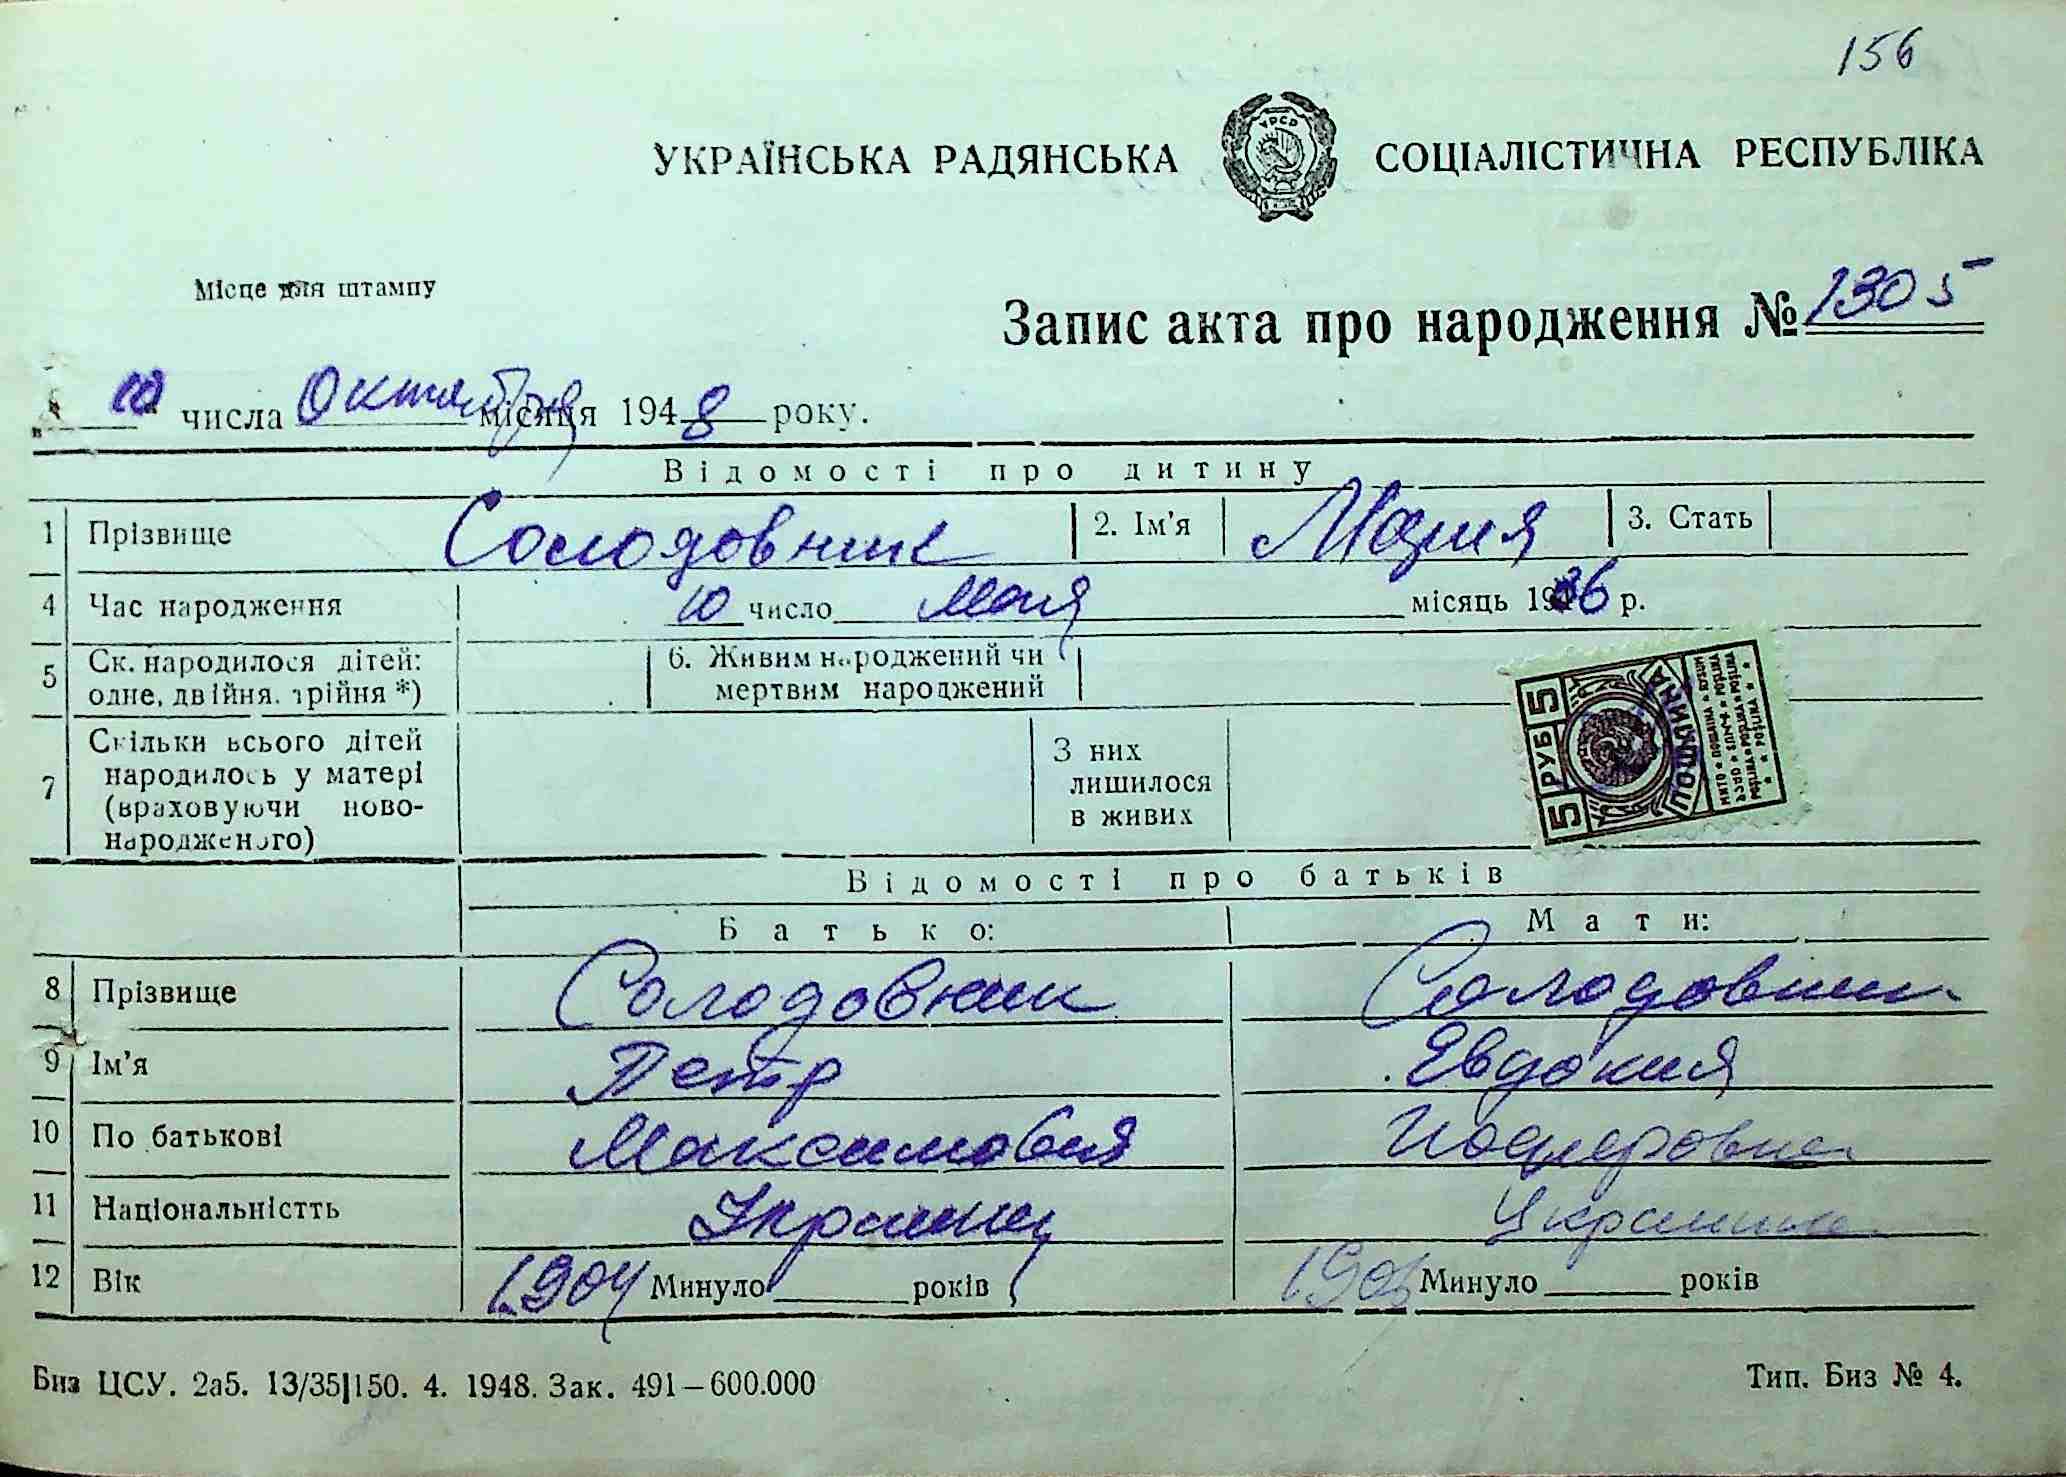 156
УКРАЇНСЬКА РАДЯНСЬКА СОЦІАЛІСТИЧНА РЕСПУБЛІКА
УРСР
Місце для штампу
Запис акта про народження № 1305
10 числа Октября місяця 1948 року.
Відомості про дитину
1 Прізвище Солодовник 2. Ім'я Мария 3. Стать
4 Час народження 10 число мая місяць 1936 р.
5 Ск. народилося дітей: одне, двійня, трійня *) 6. Живим народжений чи мертвим народжений
7 Скільки всього дітей народилось у матері (враховуючи новонародженого) З них лишилося в живих
5 РУБ 5
ПОШЛИНА
Відомості про батьків
Батько: Мати:
8 Прізвище Солодовник Солодовник
9 Ім'я Петр Евдокия
10 По батькові Максимовия
11 Національністть Украинец Украинка
12 Вік 1904 Минуло років Минуло років
Биз ЦСУ. 2а5. 13/35|150. 4. 1948. Зак. 491–600.000 Тип. Биз № 4.